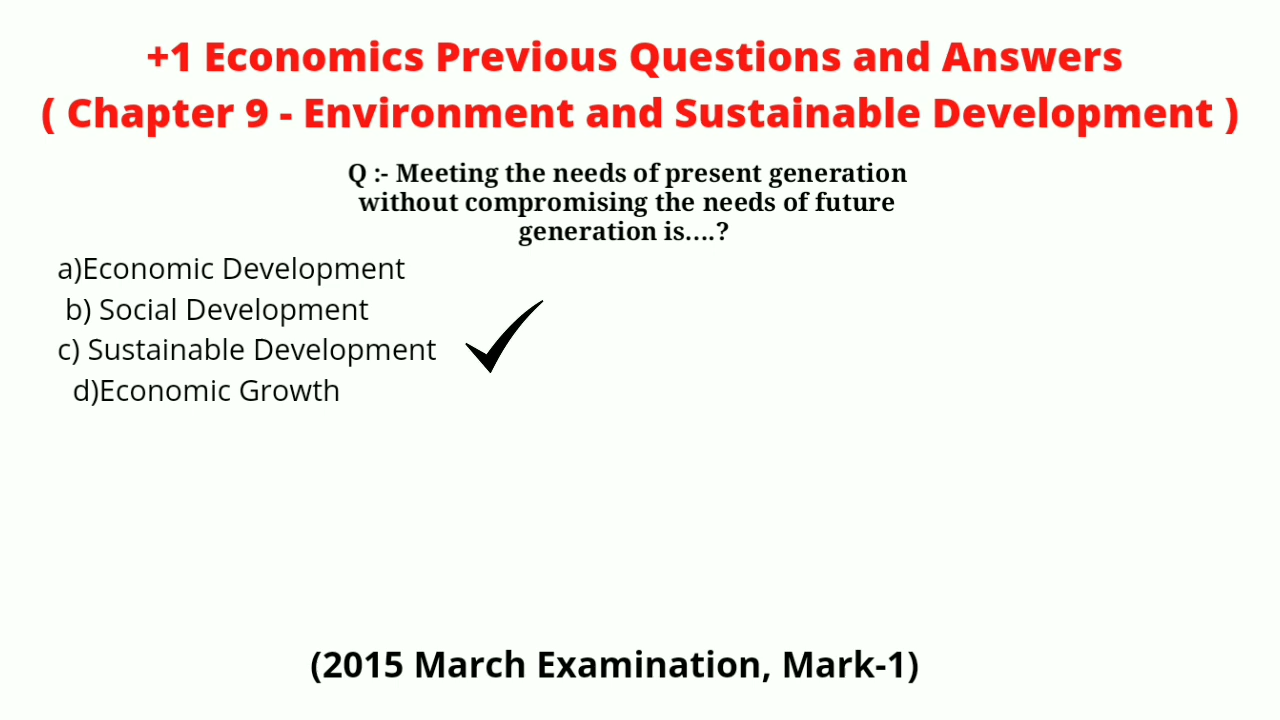 +1 Economics Previous Questions and Answers
( Chapter 9 - Environment and Sustainable Development )
Q :- Meeting the needs of present generation
without compromising the needs of future
generation is....?
a)Economic Development
b) Social Development
c) Sustainable Development
d)Economic Growth
(2015 March Examination, Mark-1)